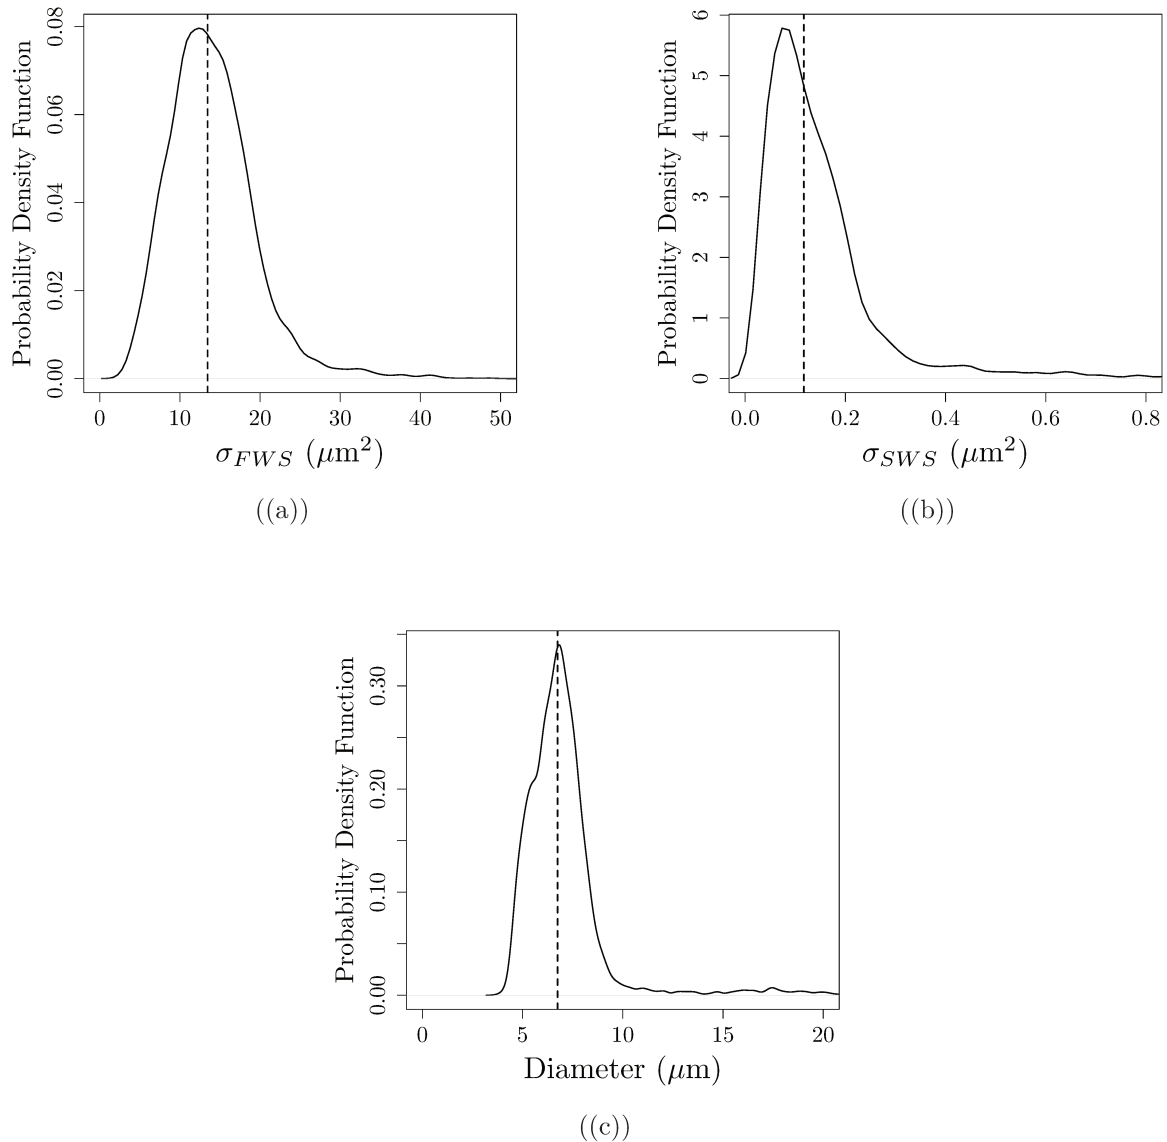 Probability Density Function
0.00 0.02 0.04 0.06 0.08
0 10 20 30 40 50
σ_FWS (μm²)
((a))
Probability Density Function
0 1 2 3 4 5 6
0.0 0.2 0.4 0.6 0.8
σ_SWS (μm²)
((b))
Probability Density Function
0.00 0.10 0.20 0.30
0 5 10 15 20
Diameter (μm)
((c))